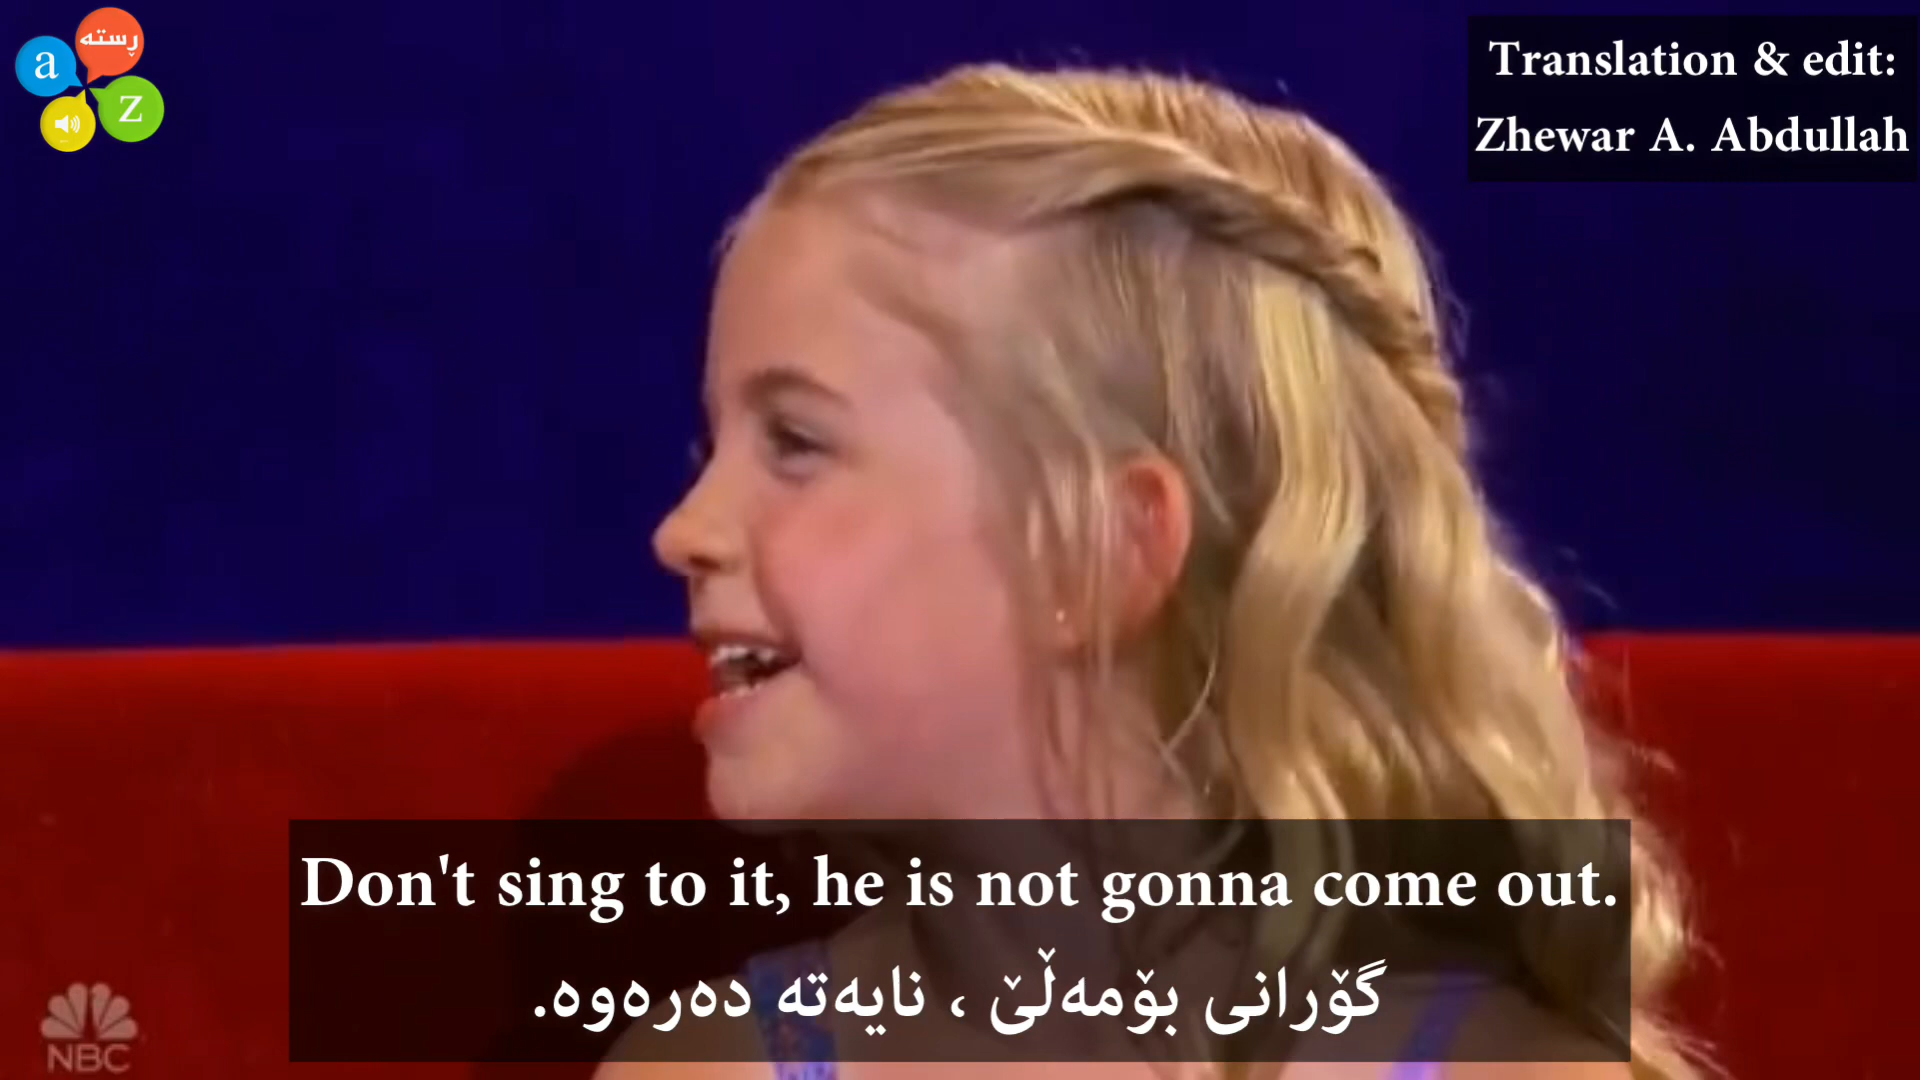 a
ڕستە
z
Translation & edit:
Zhewar A. Abdullah
Don't sing to it, he is not gonna come out.
گۆرانی بۆمەڵێ ، نایەتە دەرەوە.
NBC